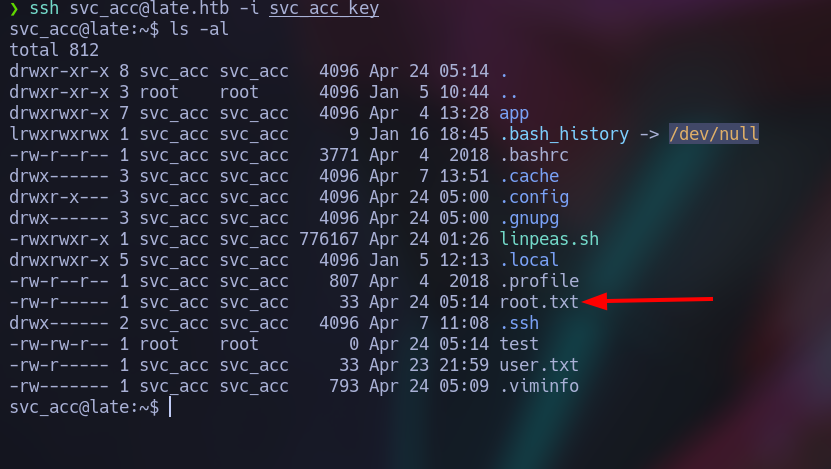 ❯ ssh svc_acc@late.htb -i svc_acc_key
svc_acc@late:~$ ls -al
total 812
drwxr-xr-x 8 svc_acc svc_acc   4096 Apr 24 05:14 .
drwxr-xr-x 3 root    root      4096 Jan  5 10:44 ..
drwxrwxr-x 7 svc_acc svc_acc   4096 Apr  4 13:28 app
lrwxrwxrwx 1 svc_acc svc_acc      9 Jan 16 18:45 .bash_history -> /dev/null
-rw-r--r-- 1 svc_acc svc_acc   3771 Apr  4  2018 .bashrc
drwx------ 3 svc_acc svc_acc   4096 Apr  7 13:51 .cache
drwxr-x--- 3 svc_acc svc_acc   4096 Apr 24 05:00 .config
drwx------ 3 svc_acc svc_acc   4096 Apr 24 05:00 .gnupg
-rwxrwxr-x 1 svc_acc svc_acc 776167 Apr 24 01:26 linpeas.sh
drwxrwxr-x 5 svc_acc svc_acc   4096 Jan  5 12:13 .local
-rw-r--r-- 1 svc_acc svc_acc    807 Apr  4  2018 .profile
-rw-r----- 1 svc_acc svc_acc     33 Apr 24 05:14 root.txt
drwx------ 2 svc_acc svc_acc   4096 Apr  7 11:08 .ssh
-rw-rw-r-- 1 root    root         0 Apr 24 05:14 test
-rw-r----- 1 svc_acc svc_acc     33 Apr 23 21:59 user.txt
-rw------- 1 svc_acc svc_acc    793 Apr 24 05:09 .viminfo
svc_acc@late:~$